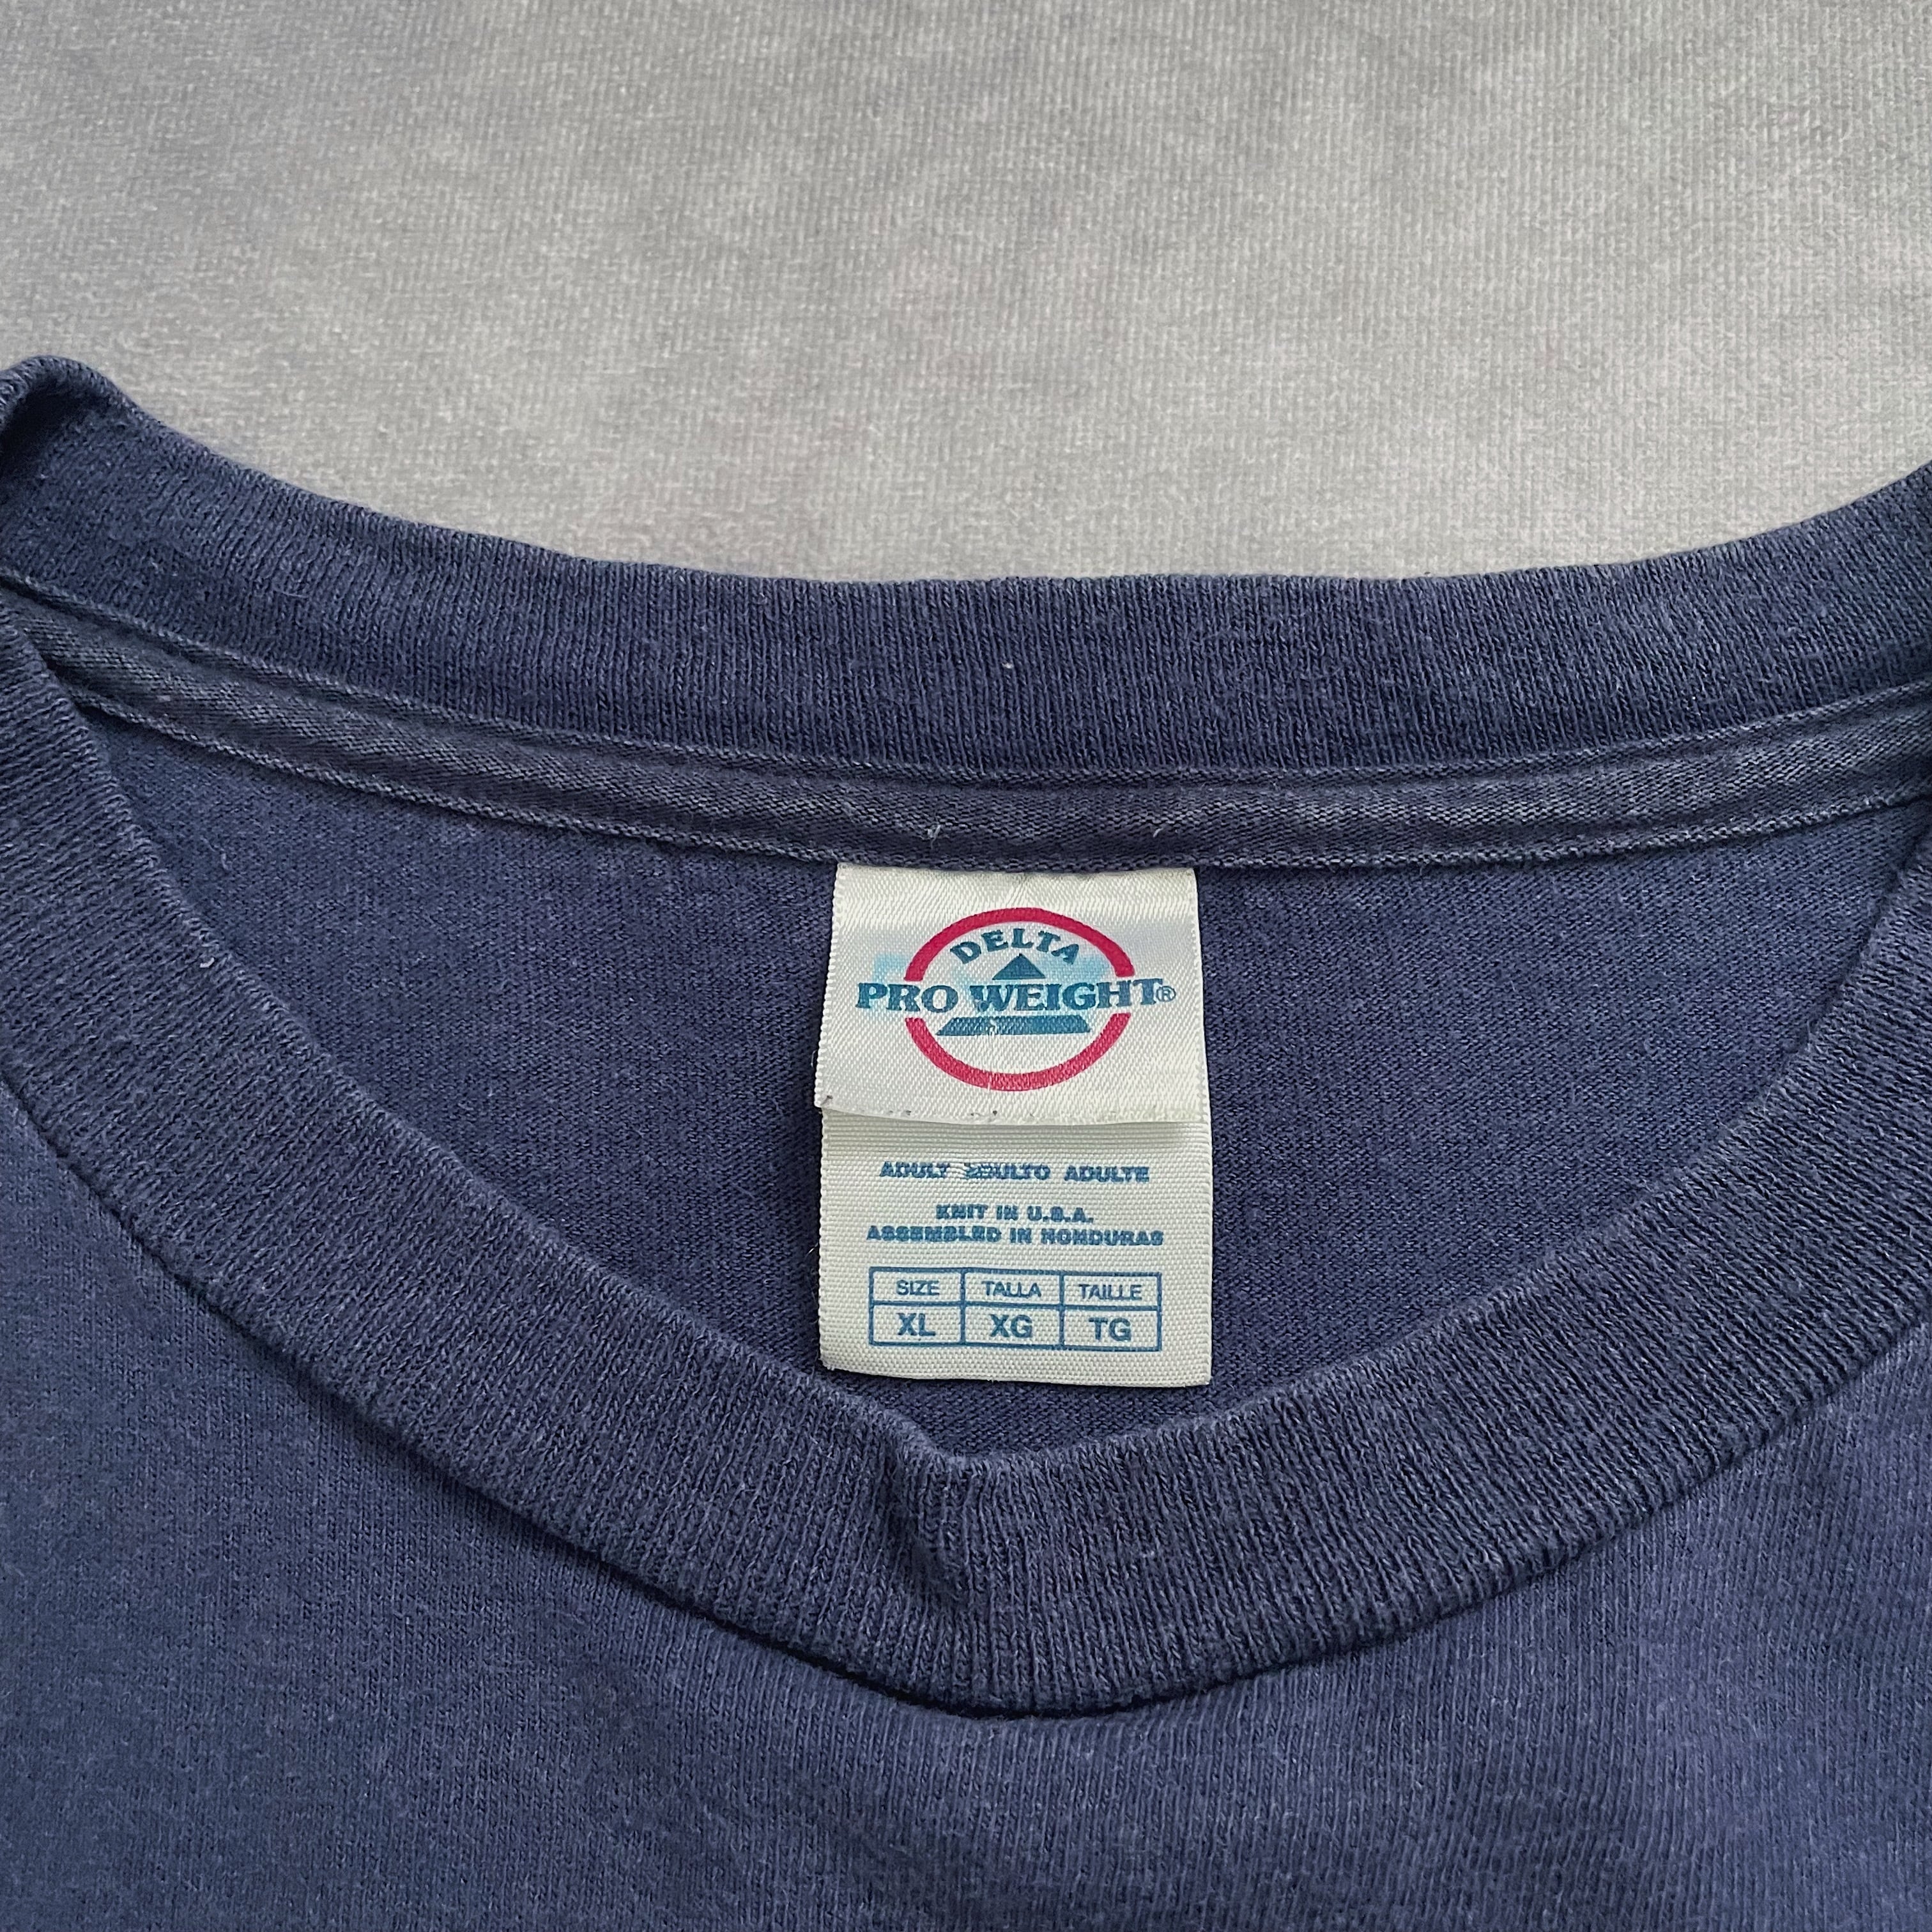 DELTA
PRO WEIGHT®
ADULT ADULTO ADULTE
KNIT IN U.S.A.
ASSEMBLED IN HONDURAS
SIZE TALLA TAILLE
XL XG TG